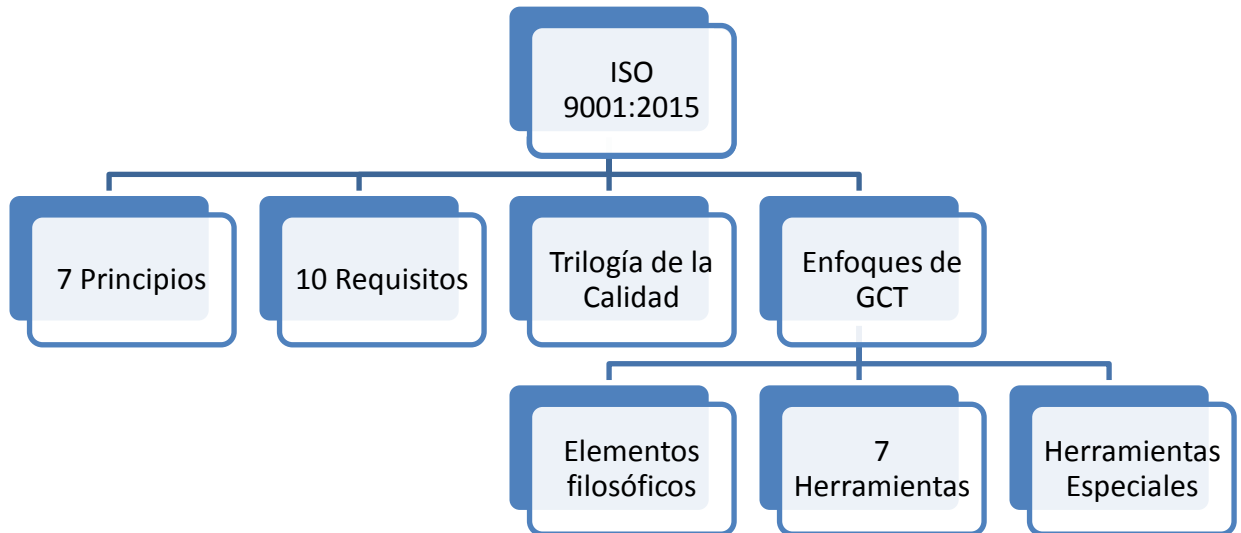 ISO
9001:2015
7 Principios
10 Requisitos
Trilogía de la
Calidad
Enfoques de
GCT
Elementos
filosóficos
7
Herramientas
Herramientas
Especiales